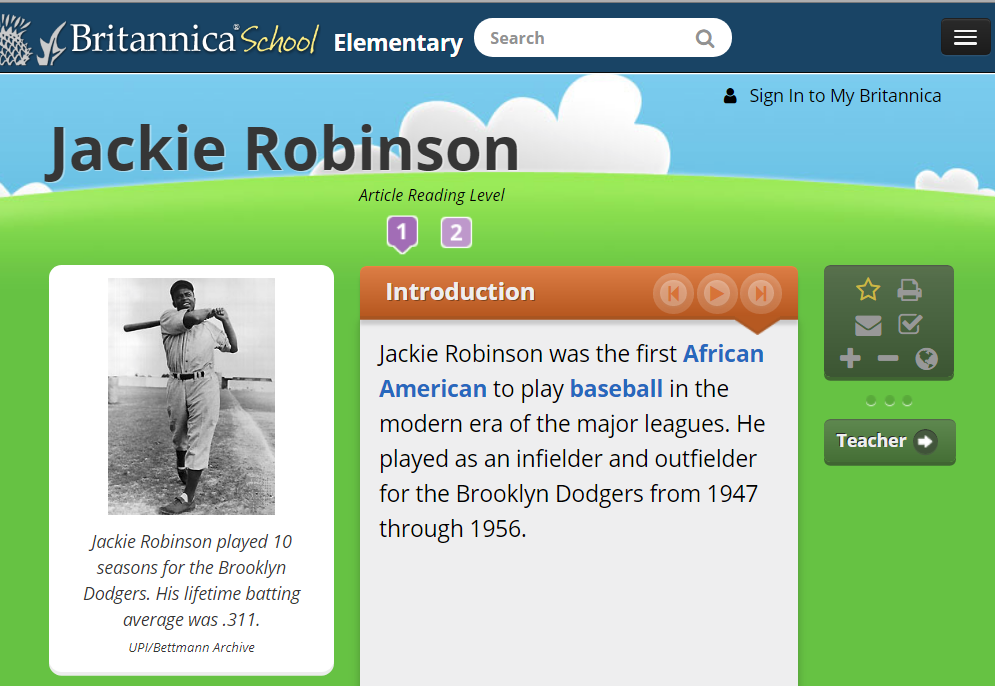 Britannica® School Elementary Search
Sign In to My Britannica
Jackie Robinson
Article Reading Level
1 2
Introduction
Jackie Robinson was the first African
American to play baseball in the
modern era of the major leagues. He
played as an infielder and outfielder
for the Brooklyn Dodgers from 1947
through 1956.
Jackie Robinson played 10
seasons for the Brooklyn
Dodgers. His lifetime batting
average was .311.
UPI/Bettmann Archive
Teacher